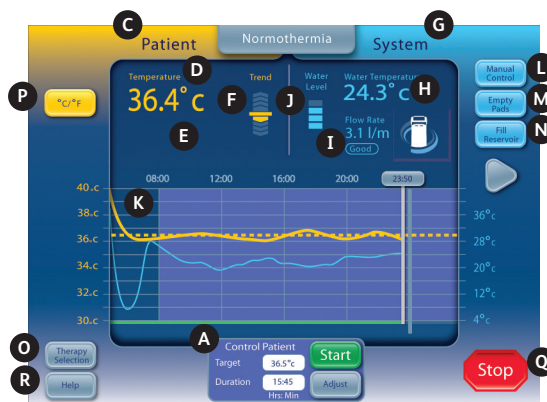 C
G
Normothermia
Patient
System
D
Temperature
Trend
Water
Level
Water Temperature
H
L
Manual
Control
P
°C/°F
36.4°c
F
J
24.3°c
M
Empty
Pads
E
I
Flow Rate
3.1 l/m
Good
N
Fill
Reservoir
08:00
12:00
16:00
20:00
23:50
40.c
K
38.c
36°c
36.c
28°c
34.c
20°c
32.c
12°c
30.c
4°c
A
Control Patient
Start
O
Therapy
Selection
Target
36.5°c
Q
Stop
R
Help
Duration
15:45
Adjust
Hrs: Min